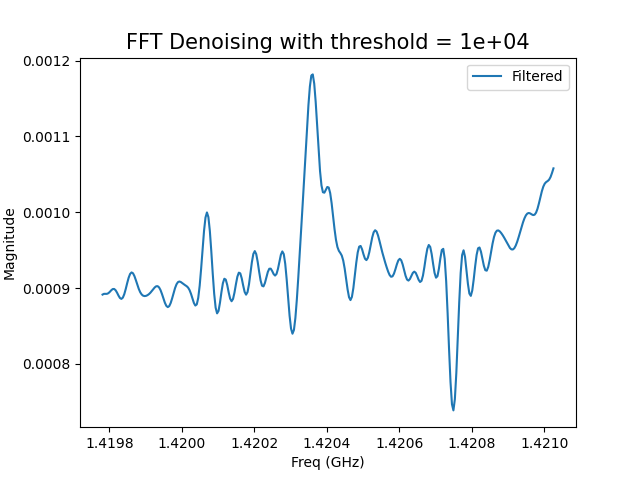 FFT Denoising with threshold = 1e+04
Filtered
Magnitude
0.0012
0.0011
0.0010
0.0009
0.0008
1.4198 1.4200 1.4202 1.4204 1.4206 1.4208 1.4210
Freq (GHz)